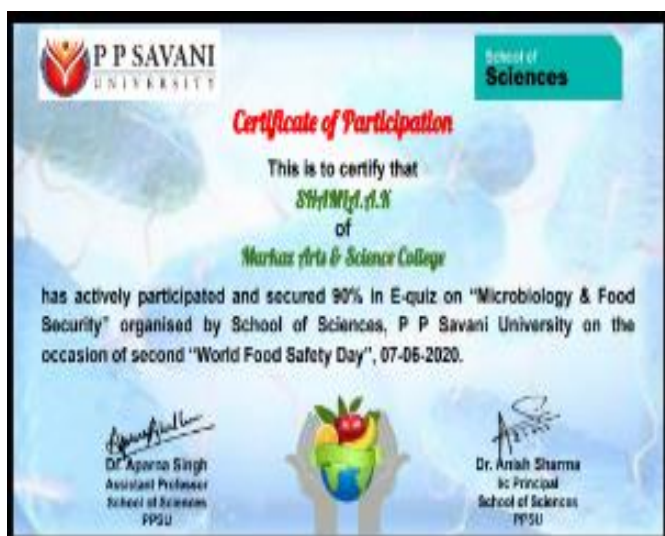 P P SAVANI
UNIVERSITY
School of
Sciences
Certificate of Participation
This is to certify that
SHAMLA.A.K
of
Markaz Arts & Science College
has actively participated and secured 90% in E-quiz on "Microbiology & Food
Security" organised by School of Sciences, P P Savani University on the
occasion of second "World Food Safety Day", 07-06-2020.
Dr. Aparna Singh
Assistant Professor
School of Sciences
PPSU
Dr. Anish Sharma
I/c Principal
School of Sciences
PPSU